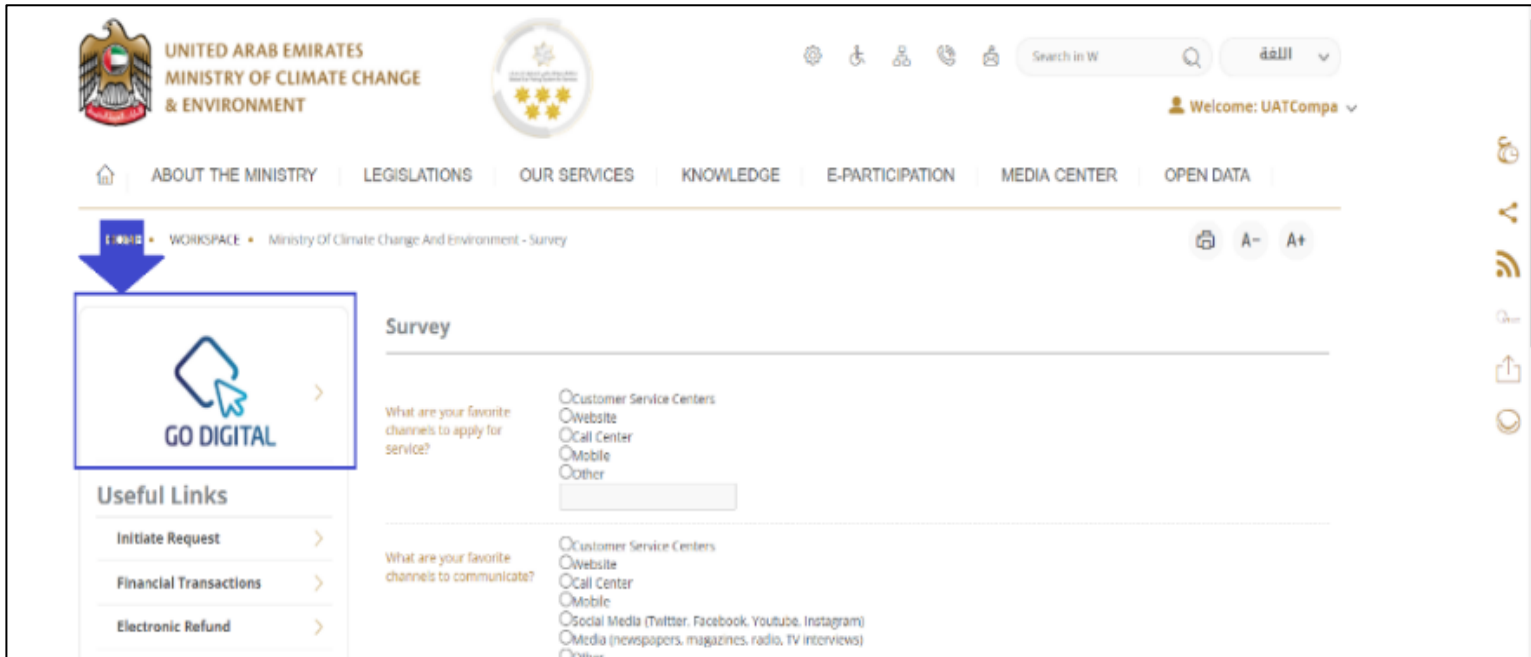 UNITED ARAB EMIRATES
MINISTRY OF CLIMATE CHANGE
& ENVIRONMENT
Search in W
اللغة
Welcome: UATCompa
ABOUT THE MINISTRY
LEGISLATIONS
OUR SERVICES
KNOWLEDGE
E-PARTICIPATION
MEDIA CENTER
OPEN DATA
WORKSPACE • Ministry Of Climate Change And Environment - Survey
A- A+
GO DIGITAL
Useful Links
Initiate Request
Financial Transactions
Electronic Refund
Survey
What are your favorite
channels to apply for
service?
Customer Service Centers
Website
Call Center
Mobile
Other
What are your favorite
channels to communicate?
Customer Service Centers
Website
Call Center
Mobile
Social Media (Twitter, Facebook, Youtube, Instagram)
Media (newspapers, magazines, radio, TV interviews)
Other